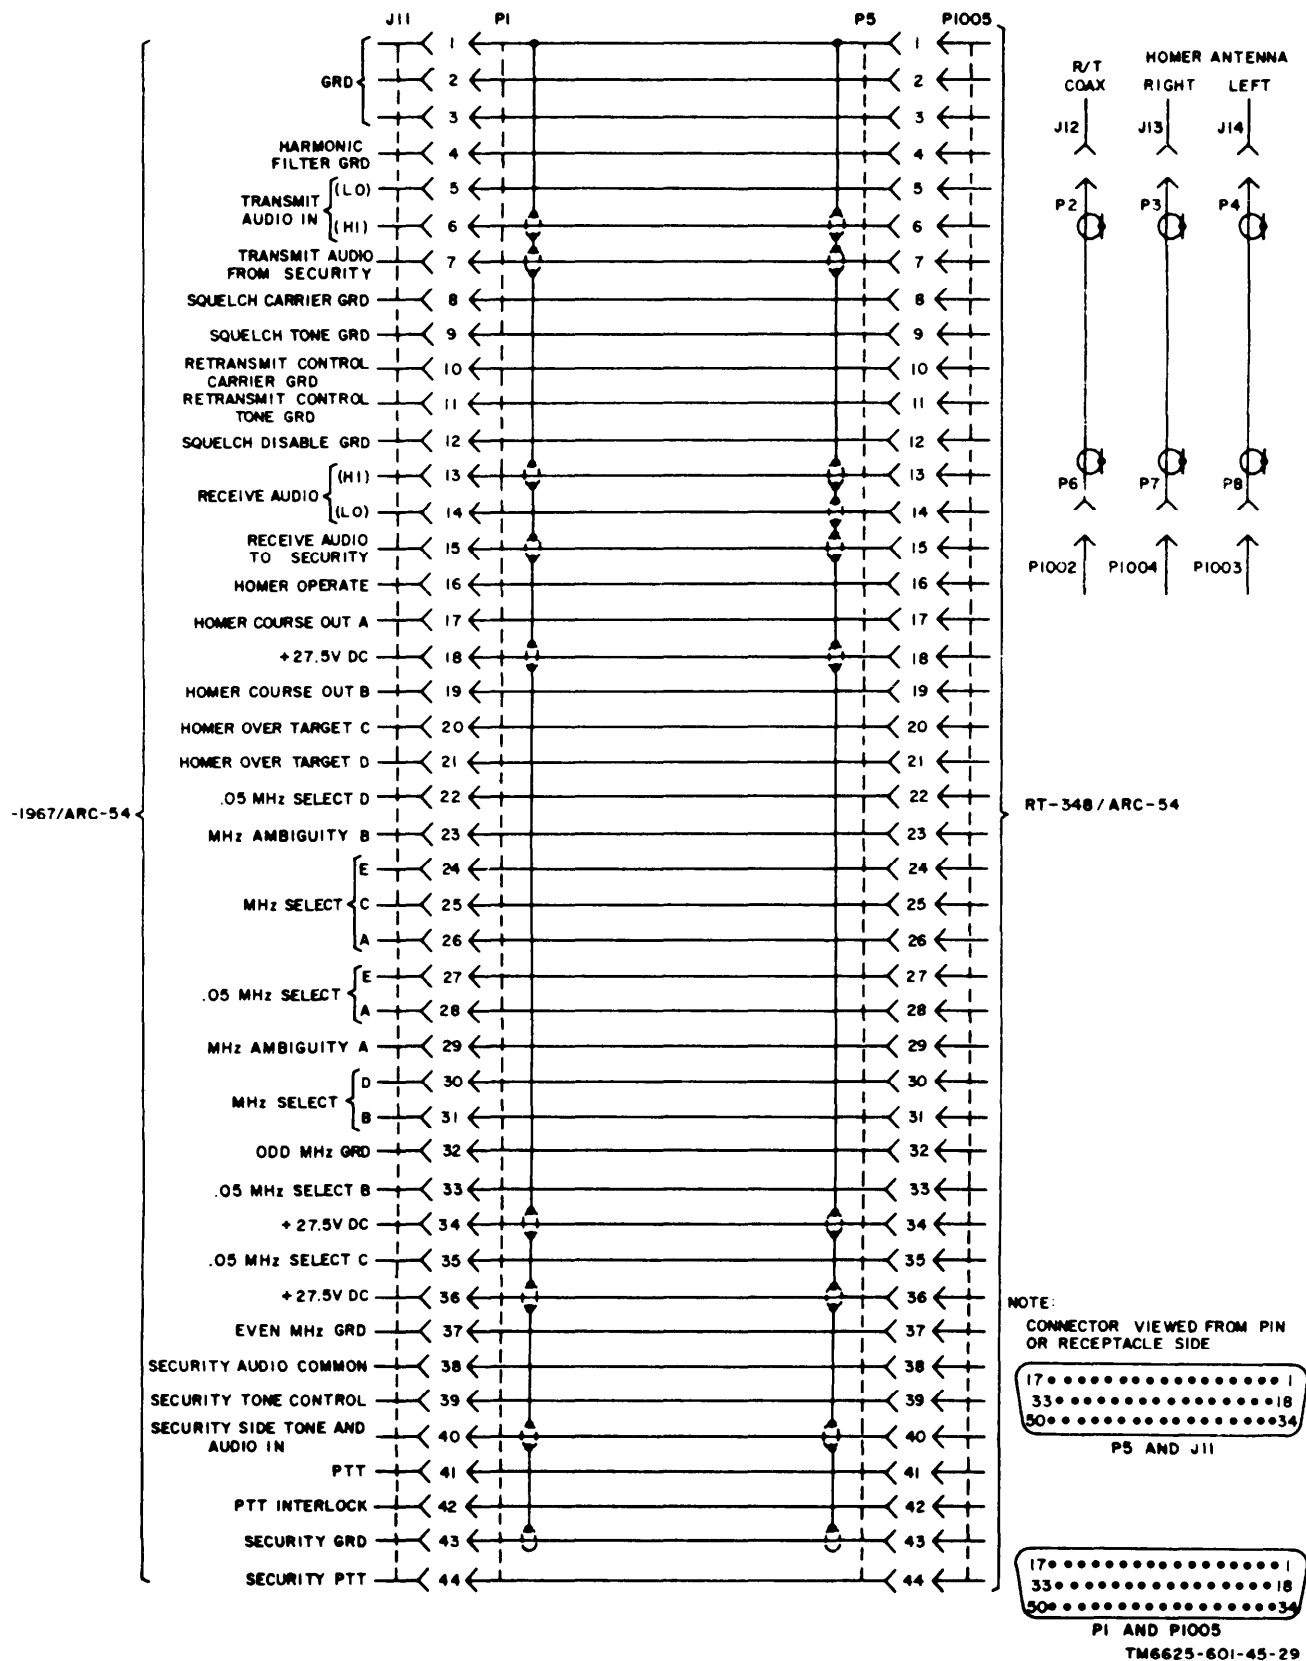 J11 P1 P5 P1005
GRD
1 1
2 2
3 3
HARMONIC
FILTER GRD
4 4
TRANSMIT
AUDIO IN
(LO) 5 5
(HI) 6 6
TRANSMIT AUDIO
FROM SECURITY
7 7
SQUELCH CARRIER GRD 8 8
SQUELCH TONE GRD 9 9
RETRANSMIT CONTROL
CARRIER GRD
10 10
RETRANSMIT CONTROL
TONE GRD
11 11
SQUELCH DISABLE GRD 12 12
RECEIVE AUDIO
(HI) 13 13
(LO) 14 14
RECEIVE AUDIO
TO SECURITY
15 15
HOMER OPERATE 16 16
HOMER COURSE OUT A 17 17
+27.5V DC 18 18
HOMER COURSE OUT B 19 19
HOMER OVER TARGET C 20 20
HOMER OVER TARGET D 21 21
.05 MHz SELECT D 22 22
MHz AMBIGUITY B 23 23
MHz SELECT
E 24 24
C 25 25
A 26 26
.05 MHz SELECT
E 27 27
A 28 28
MHz AMBIGUITY A 29 29
MHz SELECT
D 30 30
B 31 31
ODD MHz GRD 32 32
.05 MHz SELECT B 33 33
+27.5V DC 34 34
.05 MHz SELECT C 35 35
+27.5V DC 36 36
EVEN MHz GRD 37 37
SECURITY AUDIO COMMON 38 38
SECURITY TONE CONTROL 39 39
SECURITY SIDE TONE AND
AUDIO IN
40 40
PTT 41 41
PTT INTERLOCK 42 42
SECURITY GRD 43 43
SECURITY PTT 44 44
-1967/ARC-54
RT-348/ARC-54
R/T
COAX
HOMER ANTENNA
RIGHT LEFT
J12 J13 J14
P2 P3 P4
P6 P7 P8
P1002 P1004 P1003
NOTE:
CONNECTOR VIEWED FROM PIN
OR RECEPTACLE SIDE
17 1
33 18
50 34
P5 AND J11
17 1
33 18
50 34
P1 AND P1005
TM6625-601-45-29